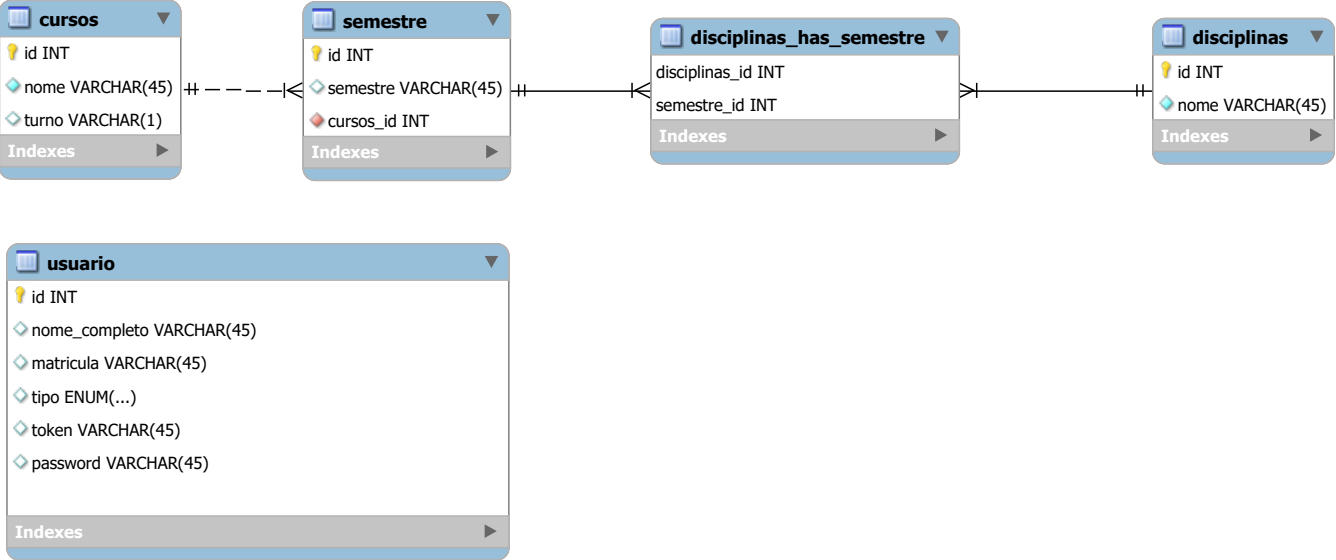 cursos
id INT
nome VARCHAR(45)
turno VARCHAR(1)
Indexes
semestre
id INT
semestre VARCHAR(45)
cursos_id INT
Indexes
disciplinas_has_semestre
disciplinas_id INT
semestre_id INT
Indexes
disciplinas
id INT
nome VARCHAR(45)
Indexes
usuario
id INT
nome_completo VARCHAR(45)
matricula VARCHAR(45)
tipo ENUM(...)
token VARCHAR(45)
password VARCHAR(45)
Indexes